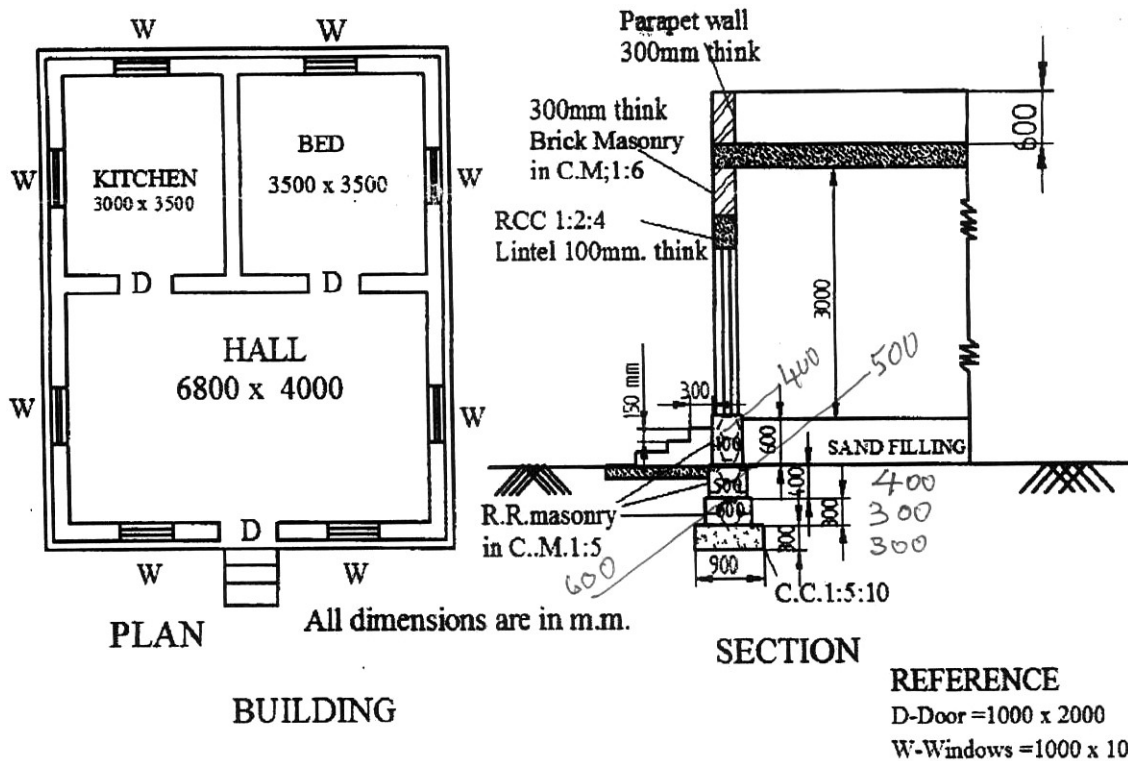 W
W
KITCHEN
3000 x 3500
BED
3500 x 3500
W
W
D
D
HALL
6800 x 4000
W
W
D
W
W
PLAN
All dimensions are in m.m.
BUILDING
Parapet wall
300mm think
300mm think
Brick Masonry
in C.M;1:6
RCC 1:2:4
Lintel 100mm. think
600
3000
150 mm
300
400
500
600
SAND FILLING
500
600
400
300
300
400
300
300
R.R.masonry
in C..M.1:5
600
900
C.C.1:5:10
SECTION
REFERENCE
D-Door =1000 x 2000
W-Windows =1000 x 10